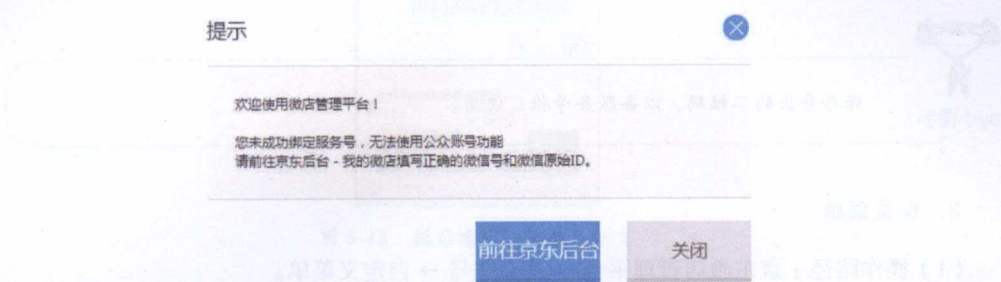 提示
欢迎使用微店管理平台！
您未成功绑定服务号，无法使用公众账号功能
请前往京东后台 - 我的微店填写正确的微信号和微信原始ID。
前往京东后台
关闭